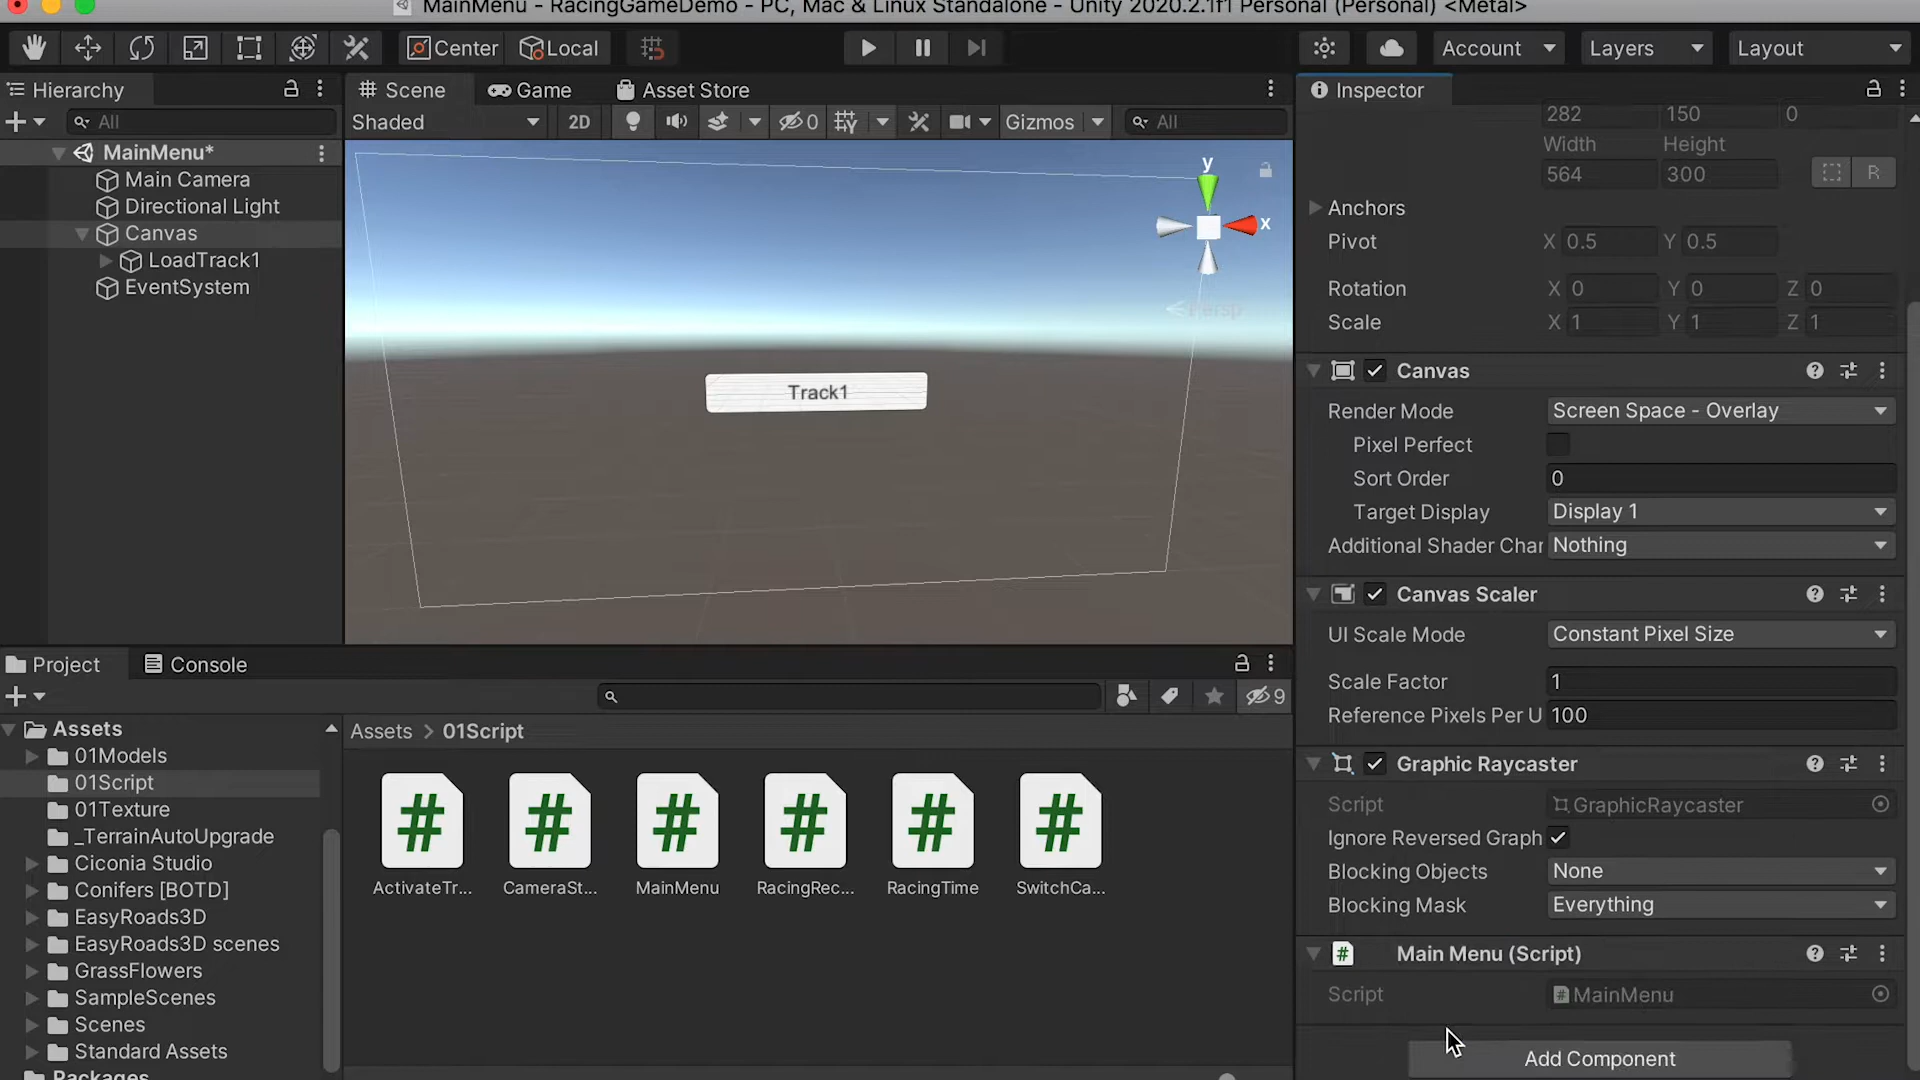 MainMenu - RacingGameDemo - PC, Mac & Linux Standalone - Unity 2020.2.1f1 Personal (Personal) <Metal>
Center Local Account Layers Layout
Hierarchy
All
MainMenu*
Main Camera
Directional Light
Canvas
LoadTrack1
EventSystem
Scene Game Asset Store
Shaded 2D 0 Gizmos All
y
x
Persp
Track1
Inspector
282 150 0
Width Height
564 300 R
Anchors
Pivot X 0.5 Y 0.5
Rotation X 0 Y 0 Z 0
Scale X 1 Y 1 Z 1
Canvas
Render Mode Screen Space - Overlay
Pixel Perfect
Sort Order 0
Target Display Display 1
Additional Shader Char Nothing
Canvas Scaler
UI Scale Mode Constant Pixel Size
Scale Factor 1
Reference Pixels Per U 100
Graphic Raycaster
Script GraphicRaycaster
Ignore Reversed Graph
Blocking Objects None
Blocking Mask Everything
# Main Menu (Script)
Script # MainMenu
Add Component
Project Console
9
Assets
01Models
01Script
01Texture
_TerrainAutoUpgrade
Ciconia Studio
Conifers [BOTD]
EasyRoads3D
EasyRoads3D scenes
GrassFlowers
SampleScenes
Scenes
Standard Assets
Packages
Assets > 01Script
# # # # # #
ActivateTr... CameraSt... MainMenu RacingRec... RacingTime SwitchCa...